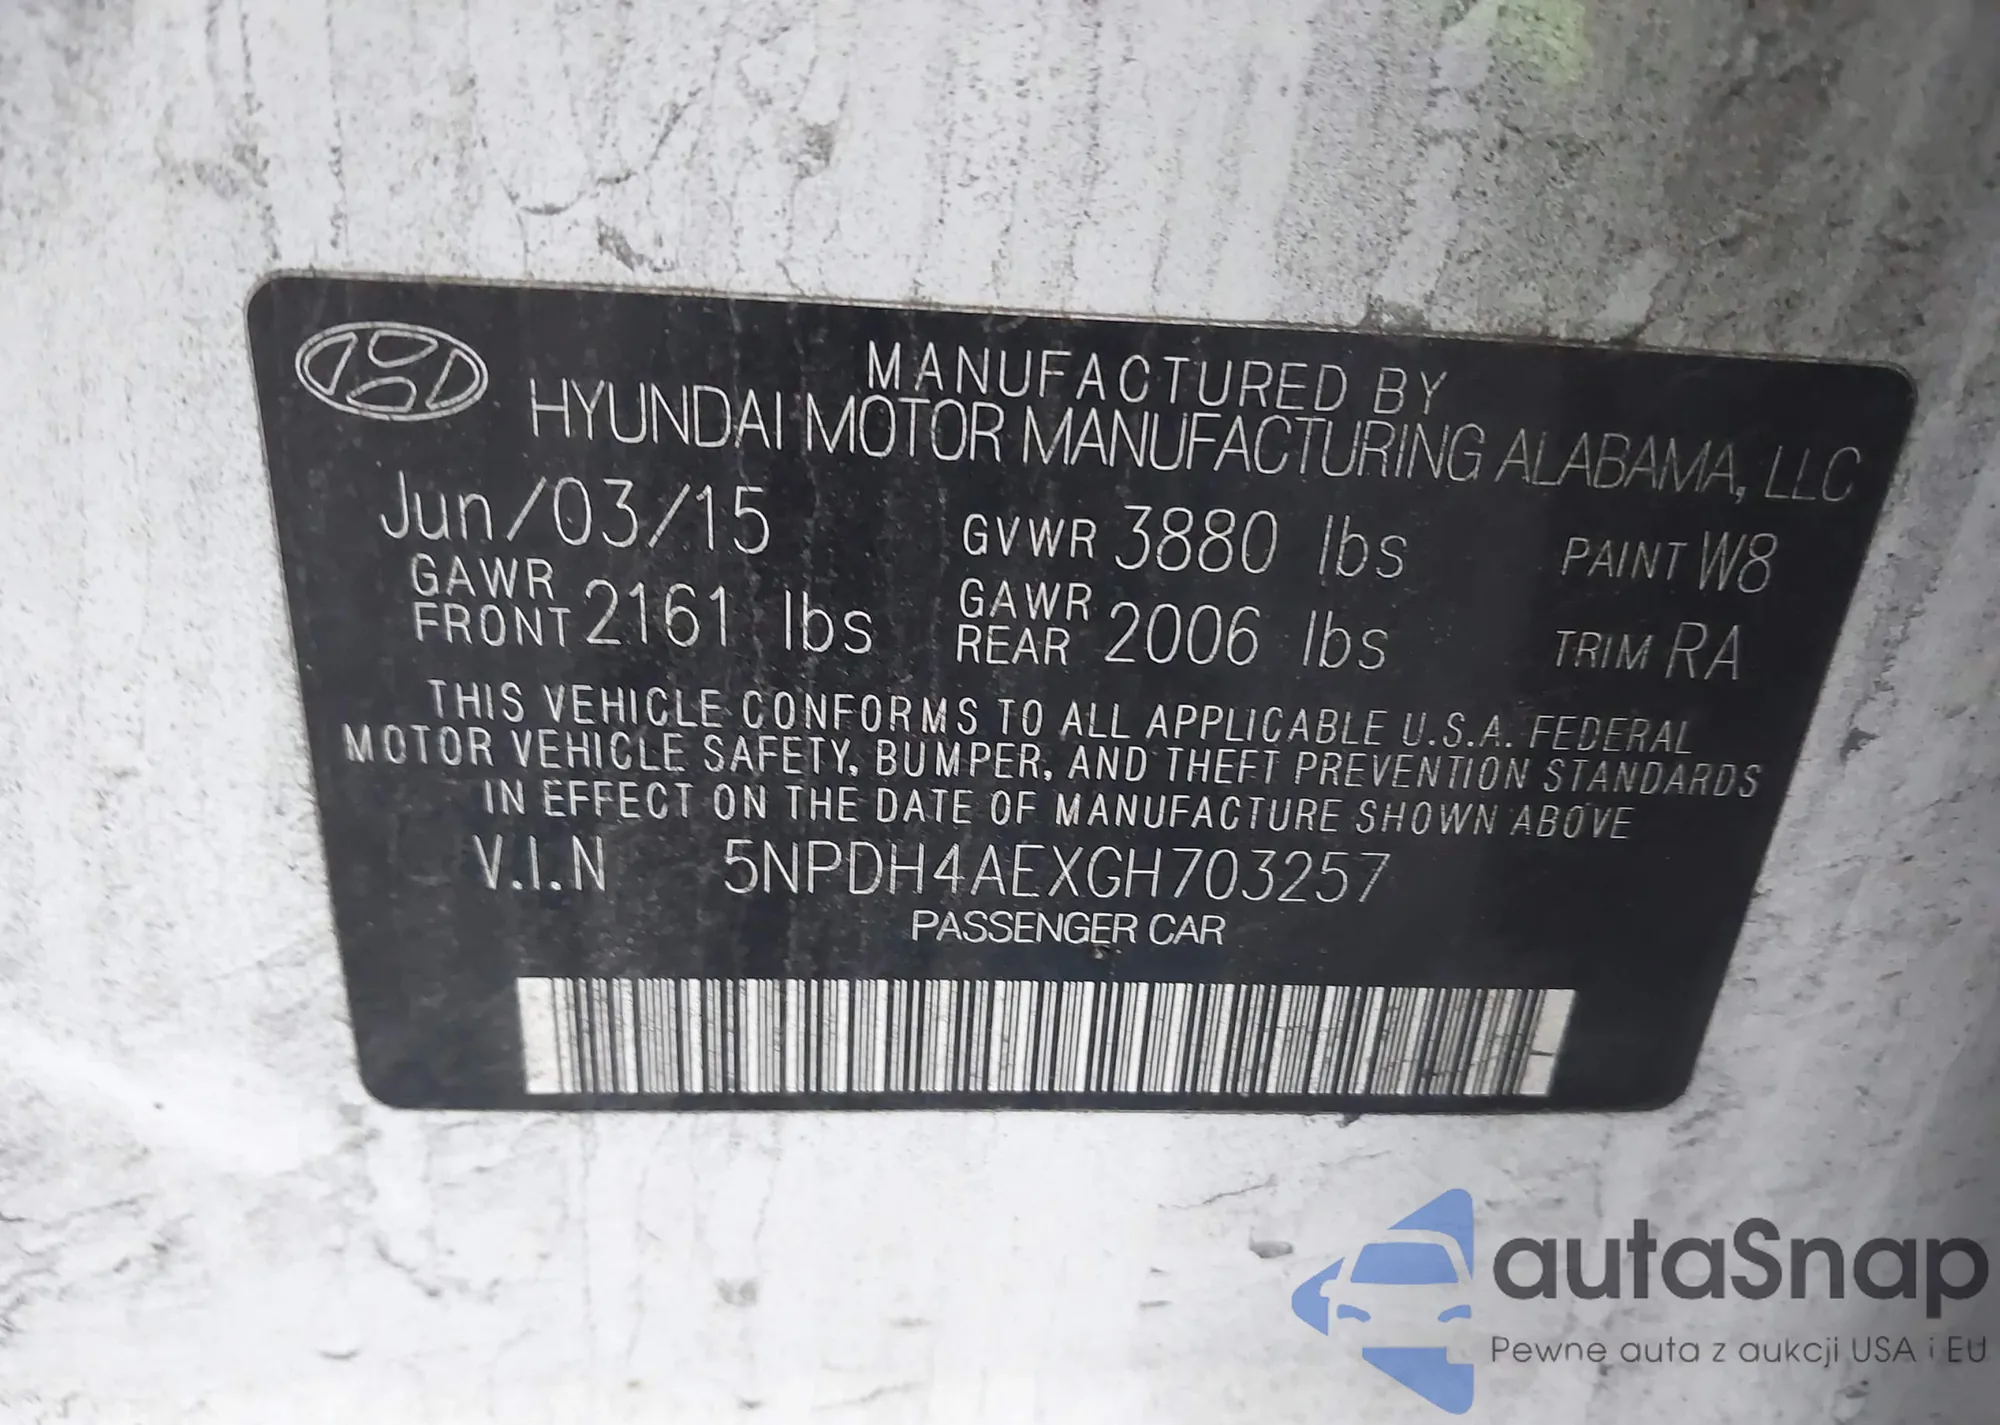 MANUFACTURED BY
HYUNDAI MOTOR MANUFACTURING ALABAMA, LLC
Jun/03/15 GVWR 3880 lbs PAINT W8
GAWR FRONT 2161 lbs GAWR REAR 2006 lbs TRIM RA
THIS VEHICLE CONFORMS TO ALL APPLICABLE U.S.A. FEDERAL
MOTOR VEHICLE SAFETY, BUMPER, AND THEFT PREVENTION STANDARDS
IN EFFECT ON THE DATE OF MANUFACTURE SHOWN ABOVE
V.I.N 5NPDH4AEXGH703257
PASSENGER CAR
autaSnap
Pewne auta z aukcji USA i EU